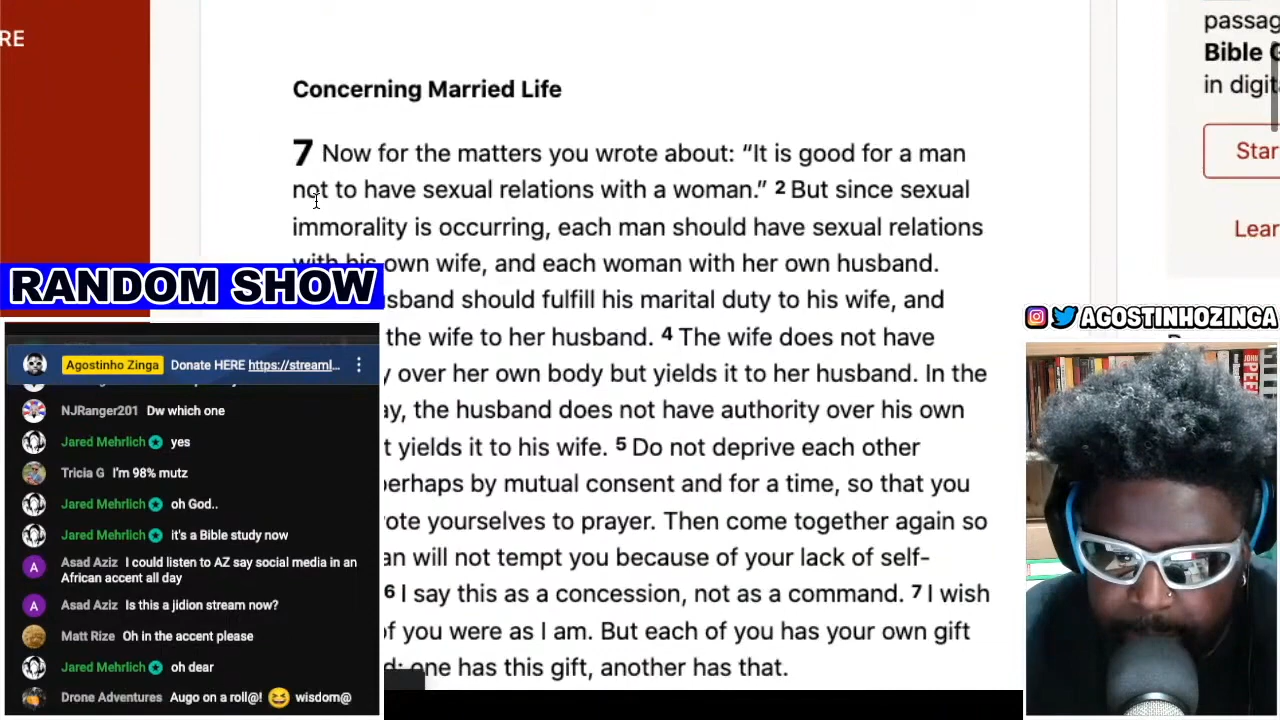 RE
Concerning Married Life
7 Now for the matters you wrote about: “It is good for a man
not to have sexual relations with a woman.” 2 But since sexual
immorality is occurring, each man should have sexual relations
own wife, and each woman with her own husband.
sband should fulfill his marital duty to his wife, and
the wife to her husband. 4 The wife does not have
y over her own body but yields it to her husband. In the
ay, the husband does not have authority over his own
t yields it to his wife. 5 Do not deprive each other
perhaps by mutual consent and for a time, so that you
ote yourselves to prayer. Then come together again so
an will not tempt you because of your lack of self-
6 I say this as a concession, not as a command. 7 I wish
of you were as I am. But each of you has your own gift
one has this gift, another has that.
passag
Bible G
in digit
Star
Lear
RANDOM SHOW
Agostinho Zinga Donate HERE https://streaml...
NJRanger201 Dw which one
Jared Mehrlich yes
Tricia G I'm 98% mutz
Jared Mehrlich oh God..
Jared Mehrlich it's a Bible study now
Asad Aziz I could listen to AZ say social media in an
African accent all day
Asad Aziz Is this a jidion stream now?
Matt Rize Oh in the accent please
Jared Mehrlich oh dear
Drone Adventures Augo on a roll@! wisdom@
AGOSTINHOZINGA